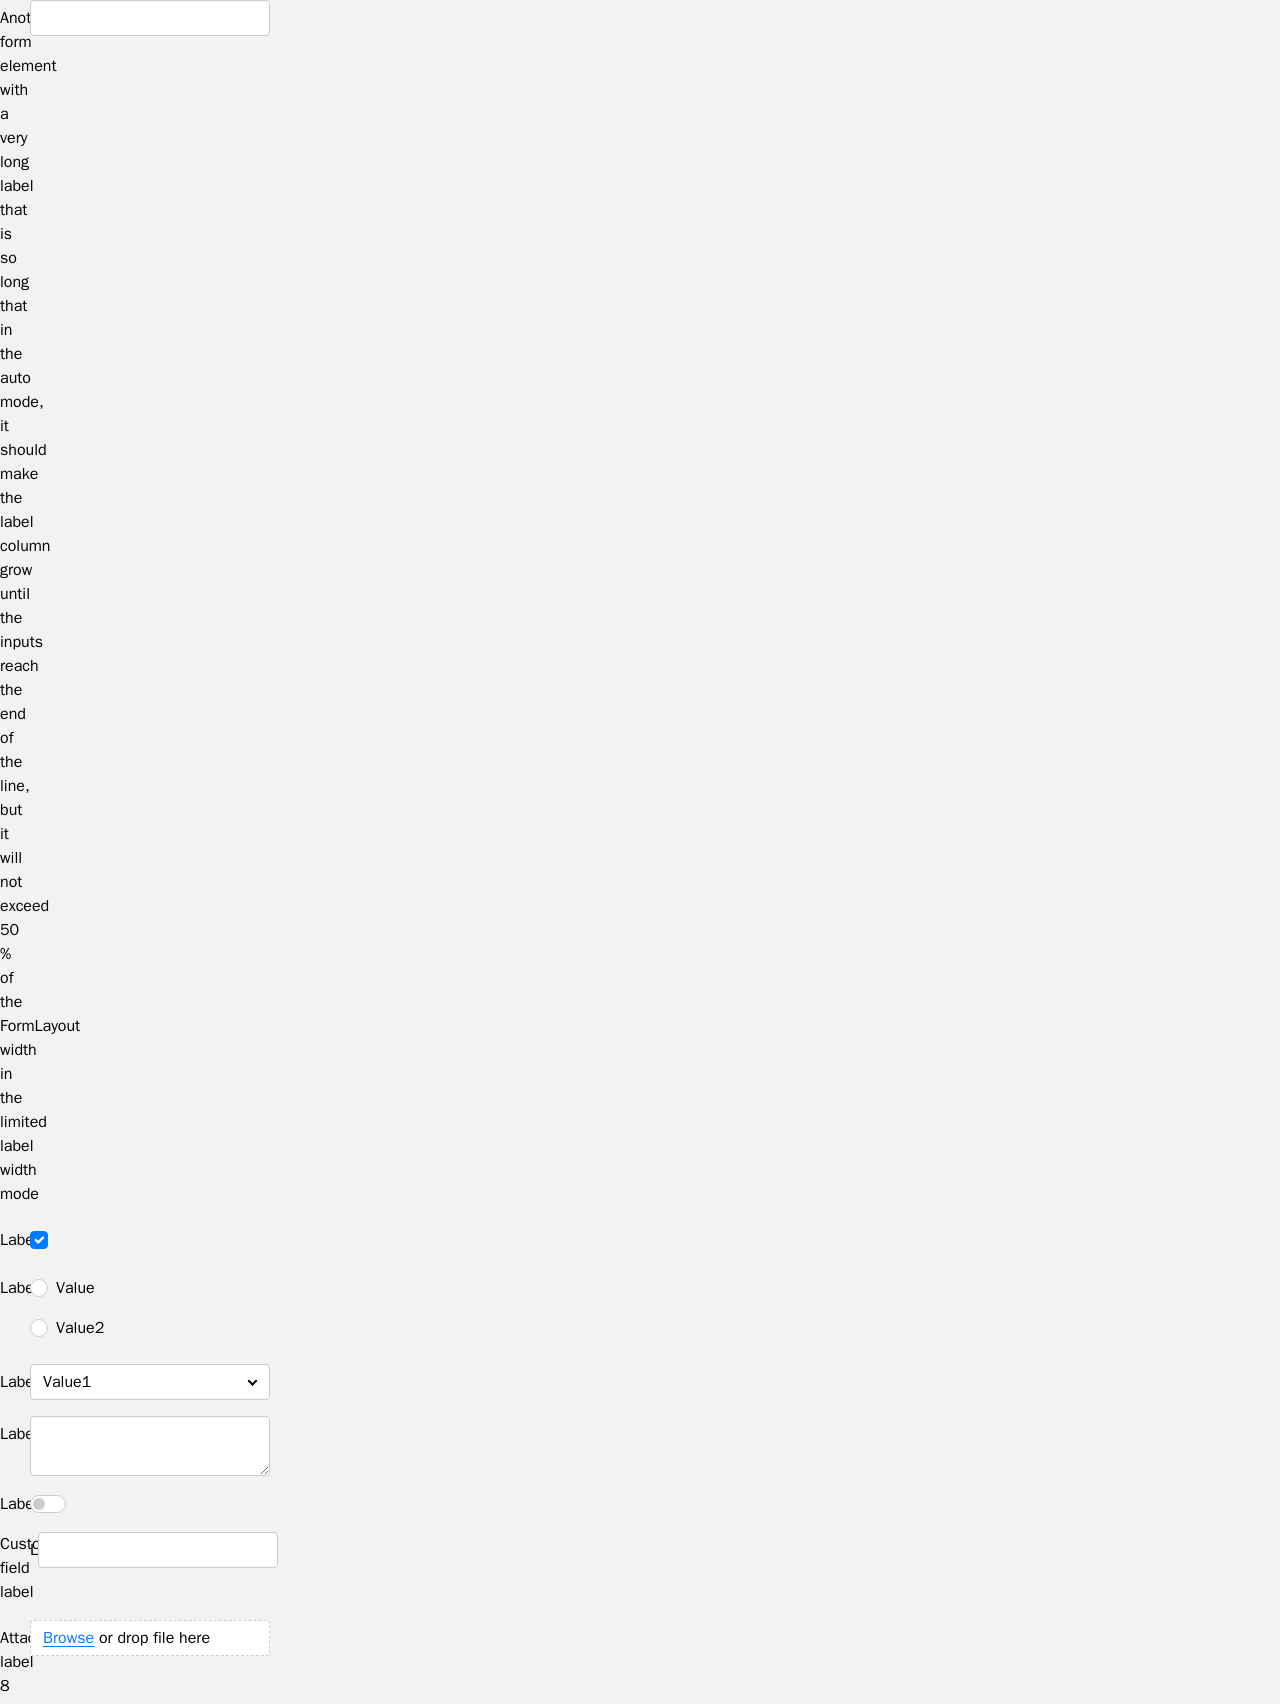 Anot
form
element
with
a
very
long
label
that
is
so
long
that
in
the
auto
mode,
it
should
make
the
label
column
grow
until
the
inputs
reach
the
end
of
the
line,
but
it
will
not
exceed
50
%
of
the
FormLayout
width
in
the
limited
label
width
mode
Labe
Labe Value
Value2
Labe Value1
Labe
Labe
Custo L
field
label
Attac Browse or drop file here
label
8